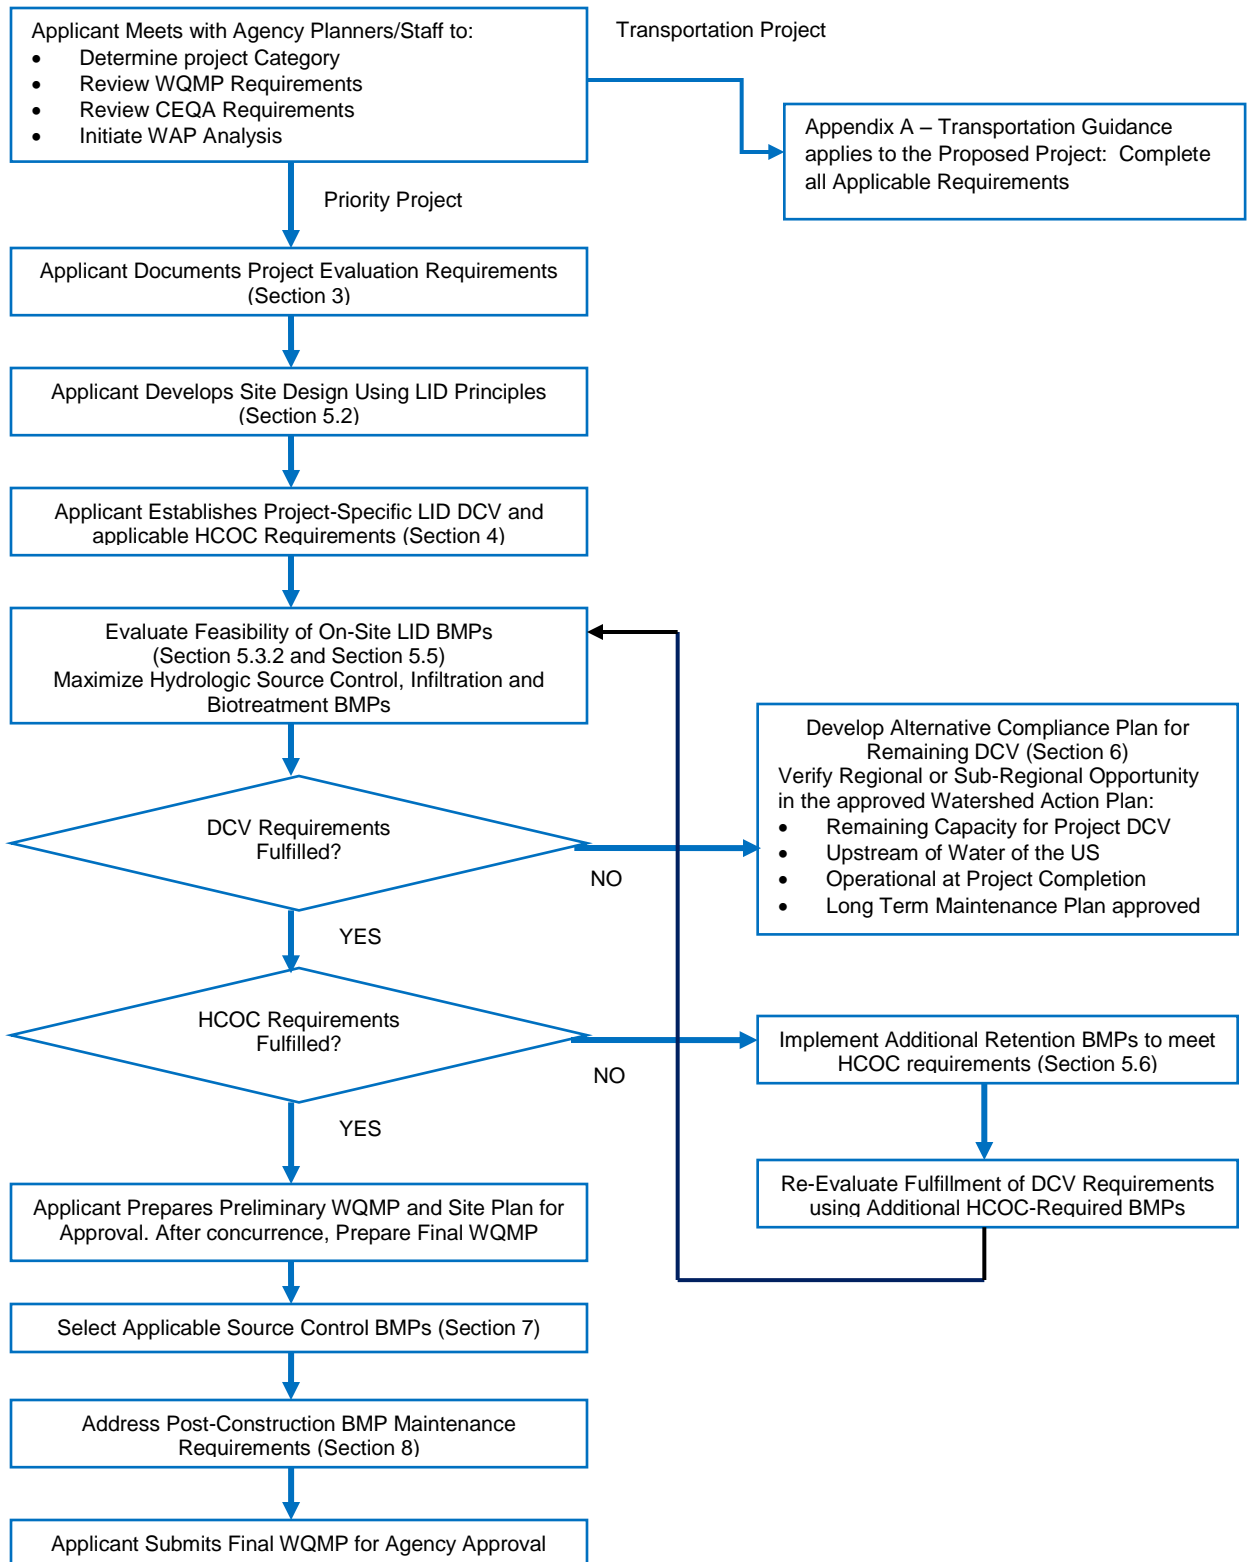 Applicant Meets with Agency Planners/Staff to:
• Determine project Category
• Review WQMP Requirements
• Review CEQA Requirements
• Initiate WAP Analysis
Transportation Project
Appendix A – Transportation Guidance
applies to the Proposed Project: Complete
all Applicable Requirements
Priority Project
Applicant Documents Project Evaluation Requirements
(Section 3)
Applicant Develops Site Design Using LID Principles
(Section 5.2)
Applicant Establishes Project-Specific LID DCV and
applicable HCOC Requirements (Section 4)
Evaluate Feasibility of On-Site LID BMPs
(Section 5.3.2 and Section 5.5)
Maximize Hydrologic Source Control, Infiltration and
Biotreatment BMPs
DCV Requirements
Fulfilled?
NO
YES
Develop Alternative Compliance Plan for
Remaining DCV (Section 6)
Verify Regional or Sub-Regional Opportunity
in the approved Watershed Action Plan:
• Remaining Capacity for Project DCV
• Upstream of Water of the US
• Operational at Project Completion
• Long Term Maintenance Plan approved
HCOC Requirements
Fulfilled?
NO
YES
Implement Additional Retention BMPs to meet
HCOC requirements (Section 5.6)
Re-Evaluate Fulfillment of DCV Requirements
using Additional HCOC-Required BMPs
Applicant Prepares Preliminary WQMP and Site Plan for
Approval. After concurrence, Prepare Final WQMP
Select Applicable Source Control BMPs (Section 7)
Address Post-Construction BMP Maintenance
Requirements (Section 8)
Applicant Submits Final WQMP for Agency Approval